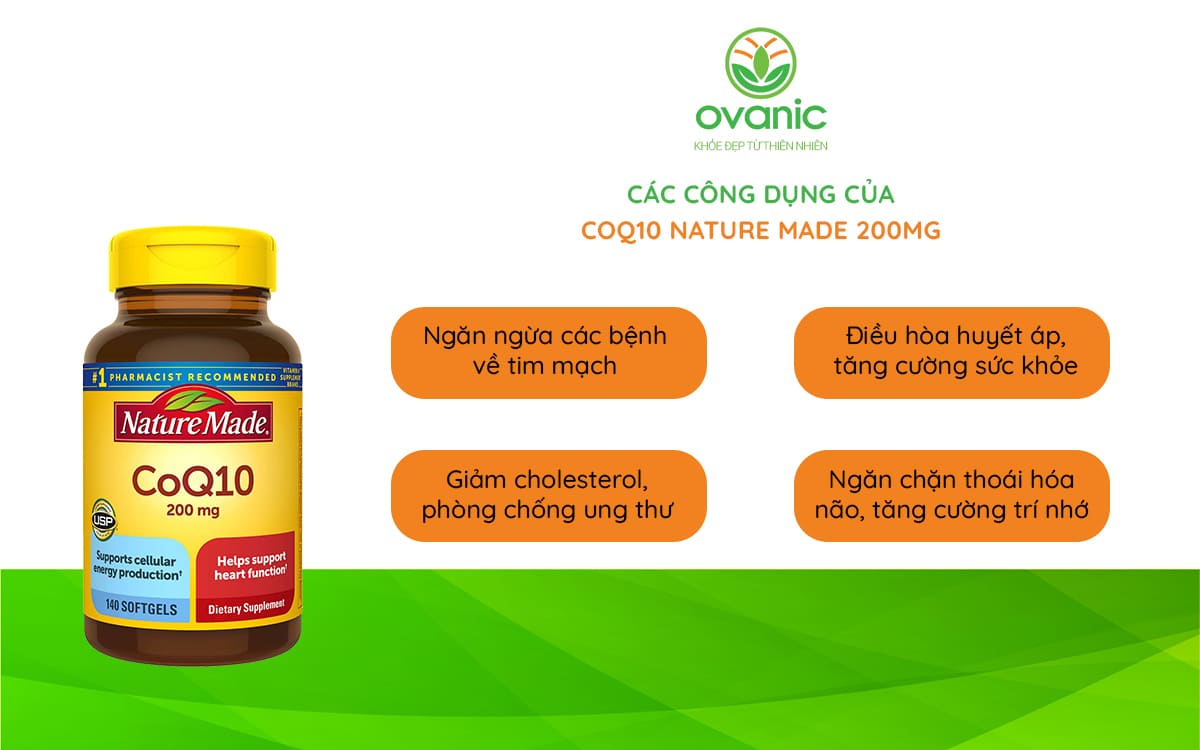 ovanic
KHỎE ĐẸP TỪ THIÊN NHIÊN
CÁC CÔNG DỤNG CỦA
COQ10 NATURE MADE 200MG
Ngăn ngừa các bệnh
về tim mạch
Điều hòa huyết áp,
tăng cường sức khỏe
Giảm cholesterol,
phòng chống ung thư
Ngăn chặn thoái hóa
não, tăng cường trí nhớ
#1 PHARMACIST RECOMMENDED
VITAMIN &
SUPPLEMENT
BRAND
Nature Made®
CoQ10
200 mg
USP
Supports cellular
energy production†
140 SOFTGELS
Helps support
heart function†
Dietary Supplement